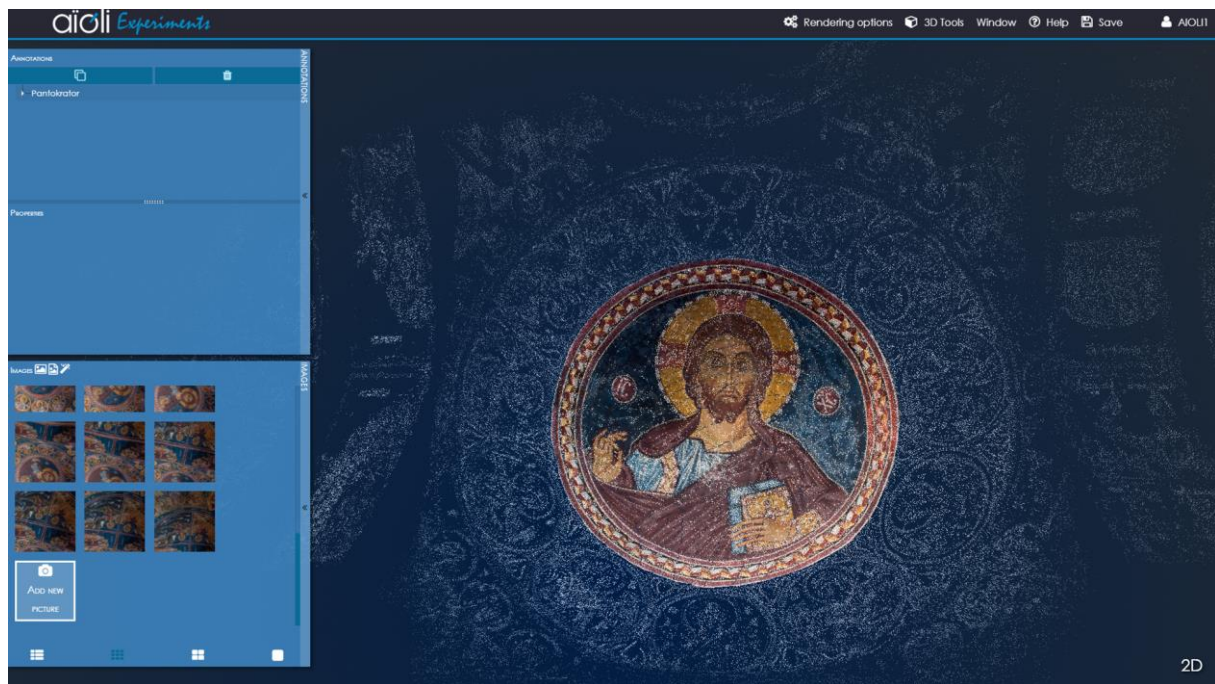 aïoli Experiments
Rendering options 3D Tools Window Help Save AIOLI1
ANNOTATIONS
ANNOTATIONS
Pantokrator
PROPERTIES
IMAGES
IMAGES
ADD NEW
PICTURE
2D